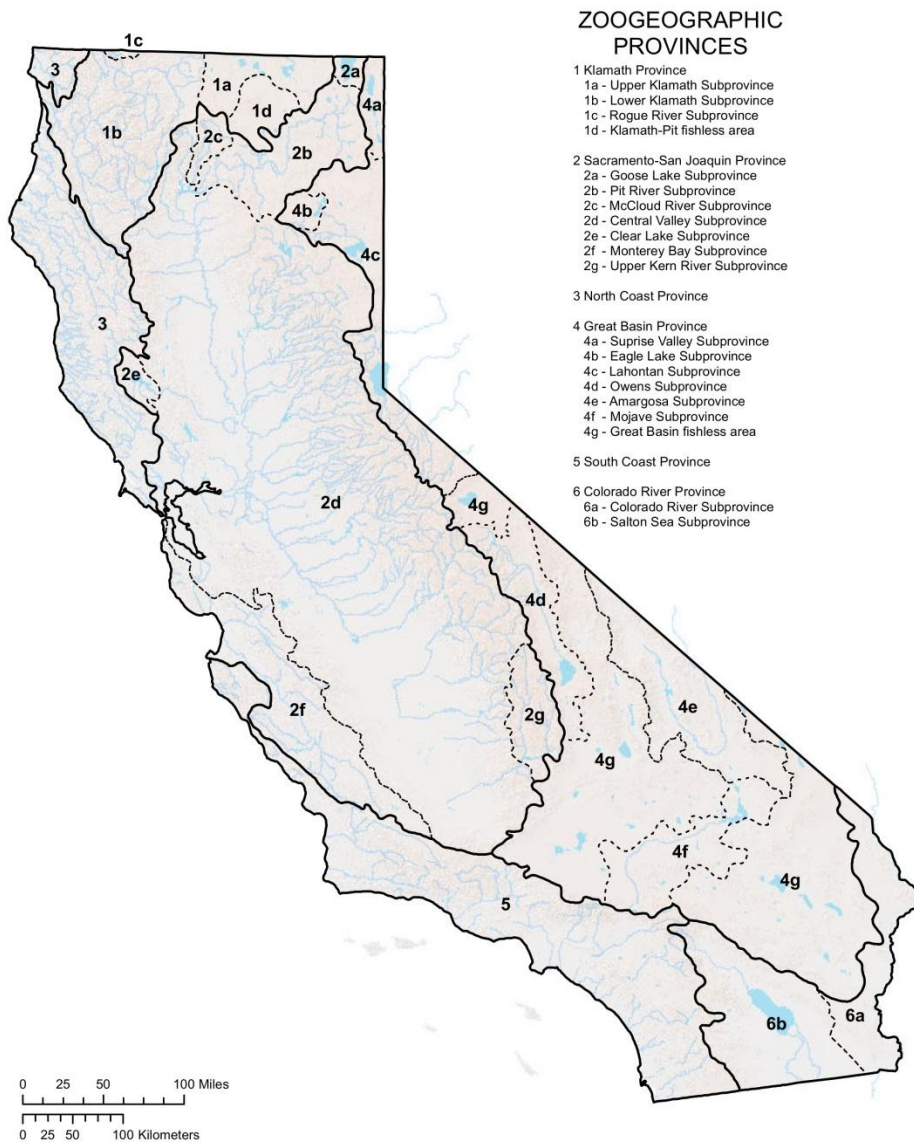 ZOOGEOGRAPHIC
PROVINCES
1 Klamath Province
1a - Upper Klamath Subprovince
1b - Lower Klamath Subprovince
1c - Rogue River Subprovince
1d - Klamath-Pit fishless area
2 Sacramento-San Joaquin Province
2a - Goose Lake Subprovince
2b - Pit River Subprovince
2c - McCloud River Subprovince
2d - Central Valley Subprovince
2e - Clear Lake Subprovince
2f - Monterey Bay Subprovince
2g - Upper Kern River Subprovince
3 North Coast Province
4 Great Basin Province
4a - Suprise Valley Subprovince
4b - Eagle Lake Subprovince
4c - Lahontan Subprovince
4d - Owens Subprovince
4e - Amargosa Subprovince
4f - Mojave Subprovince
4g - Great Basin fishless area
5 South Coast Province
6 Colorado River Province
6a - Colorado River Subprovince
6b - Salton Sea Subprovince
1c
3
1a
2a
4a
1d
1b
2c
2b
4b
4c
3
2e
2d
4g
4d
2f
2g
4e
4g
4f
4g
5
6b
6a
0 25 50 100 Miles
0 25 50 100 Kilometers